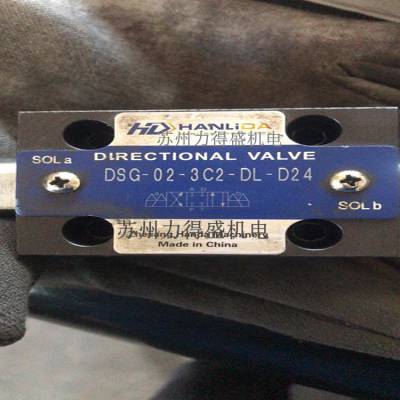 HD HANLiDA
苏州力得盛机电
SOL a DIRECTIONAL VALVE
DSG-02-3C2-DL-D24
SOL b
苏州力得盛机电
Machinery
Made in China